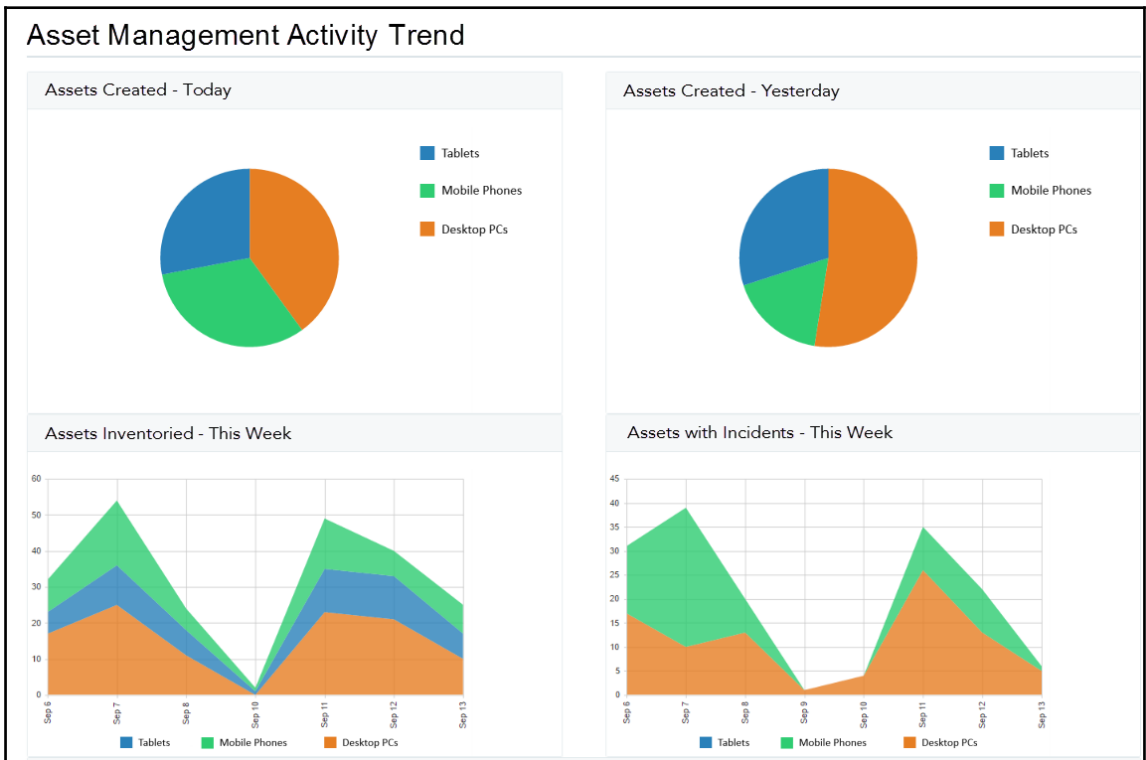 Asset Management Activity Trend
Assets Created - Today
Tablets
Mobile Phones
Desktop PCs
Assets Created - Yesterday
Tablets
Mobile Phones
Desktop PCs
Assets Inventoried - This Week
60
50
40
30
20
10
0
Sep 6
Sep 7
Sep 8
Sep 10
Sep 11
Sep 12
Sep 13
Tablets
Mobile Phones
Desktop PCs
Assets with Incidents - This Week
45
40
35
30
25
20
15
10
5
0
Sep 6
Sep 7
Sep 8
Sep 9
Sep 10
Sep 11
Sep 12
Sep 13
Tablets
Mobile Phones
Desktop PCs